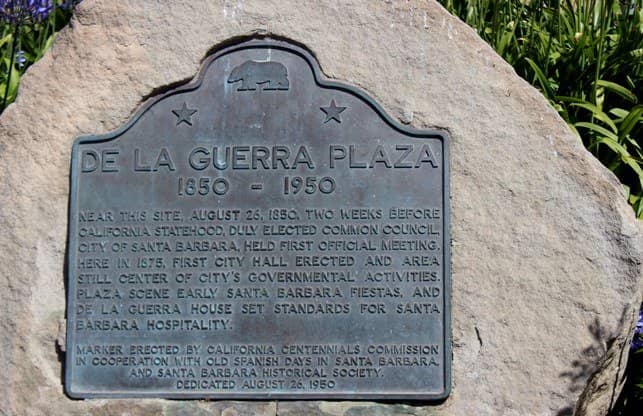 DE LA GUERRA PLAZA
1850 - 1950
NEAR THIS SITE, AUGUST 26, 1850, TWO WEEKS BEFORE
CALIFORNIA STATEHOOD, DULY ELECTED COMMON COUNCIL,
CITY OF SANTA BARBARA, HELD FIRST OFFICIAL MEETING.
HERE IN 1875, FIRST CITY HALL ERECTED AND AREA
STILL CENTER OF CITY'S GOVERNMENTAL ACTIVITIES.
PLAZA SCENE EARLY SANTA BARBARA FIESTAS, AND
DE LA GUERRA HOUSE SET STANDARDS FOR SANTA
BARBARA HOSPITALITY.
MARKER ERECTED BY CALIFORNIA CENTENNIALS COMMISSION
IN COOPERATION WITH OLD SPANISH DAYS IN SANTA BARBARA,
AND SANTA BARBARA HISTORICAL SOCIETY.
DEDICATED AUGUST 26, 1950